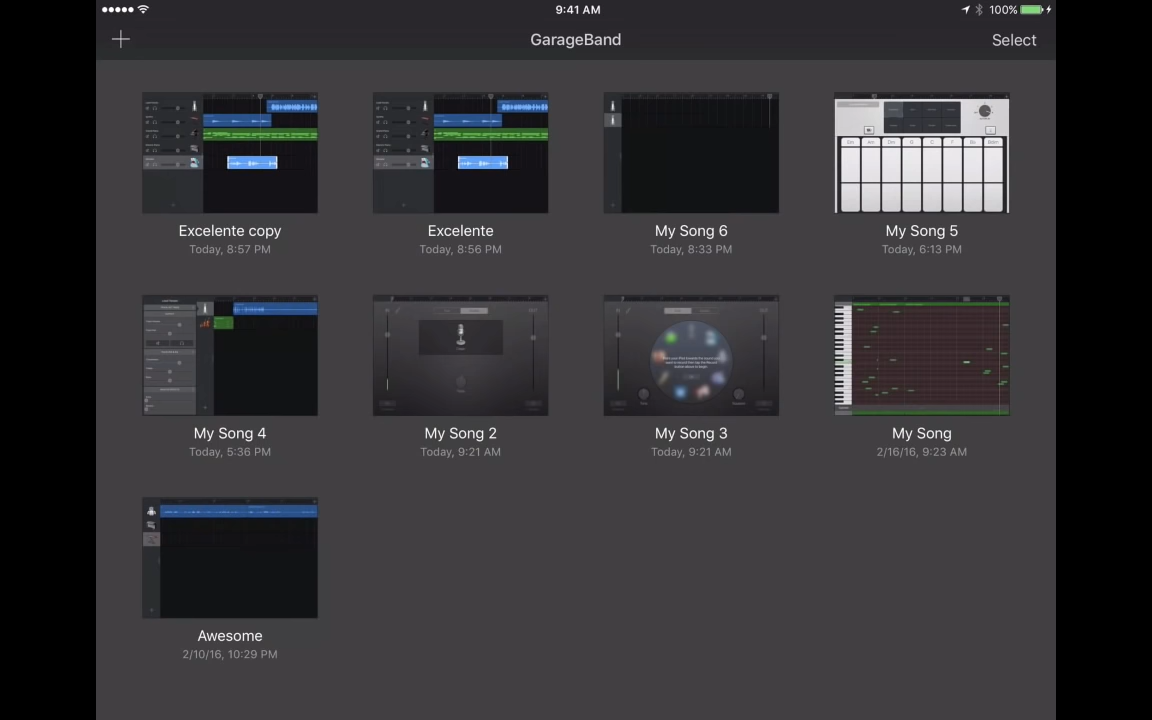 9:41 AM
100%
GarageBand
Select
Excelente copy
Today, 8:57 PM
Excelente
Today, 8:56 PM
My Song 6
Today, 8:33 PM
My Song 5
Today, 6:13 PM
My Song 4
Today, 5:36 PM
My Song 2
Today, 9:21 AM
My Song 3
Today, 9:21 AM
My Song
2/16/16, 9:23 AM
Awesome
2/10/16, 10:29 PM